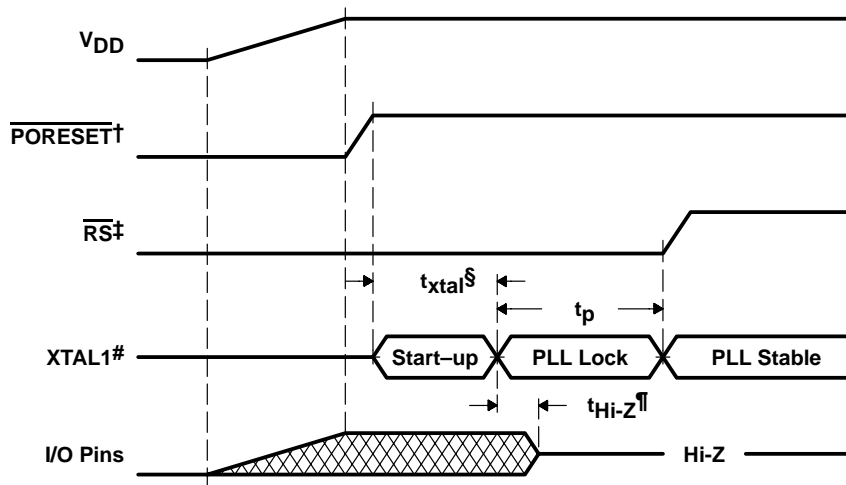 VDD
PORESET†
RS‡
txtal§
tp
XTAL1#
Start–up
PLL Lock
PLL Stable
tHi-Z¶
I/O Pins
Hi-Z